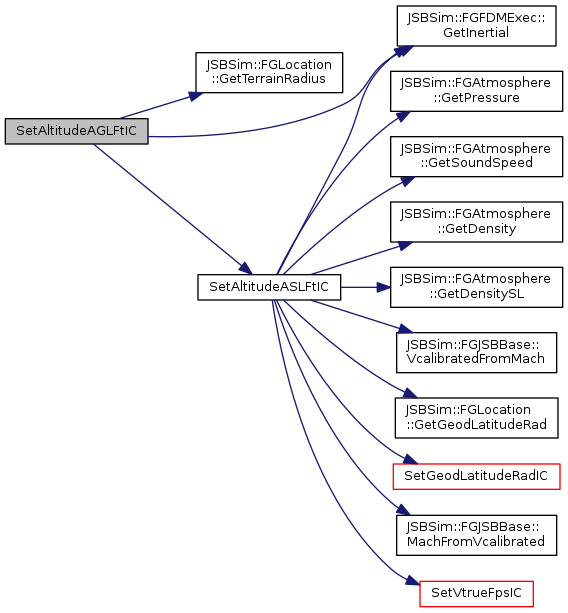 JSBSim::FGFDMExec::
GetInertial
JSBSim::FGLocation
::GetTerrainRadius
JSBSim::FGAtmosphere
::GetPressure
SetAltitudeAGLFtIC
JSBSim::FGAtmosphere
::GetSoundSpeed
JSBSim::FGAtmosphere
::GetDensity
SetAltitudeASLFtIC
JSBSim::FGAtmosphere
::GetDensitySL
JSBSim::FGJSBBase::
VcalibratedFromMach
JSBSim::FGLocation
::GetGeodLatitudeRad
SetGeodLatitudeRadIC
JSBSim::FGJSBBase::
MachFromVcalibrated
SetVtrueFpsIC